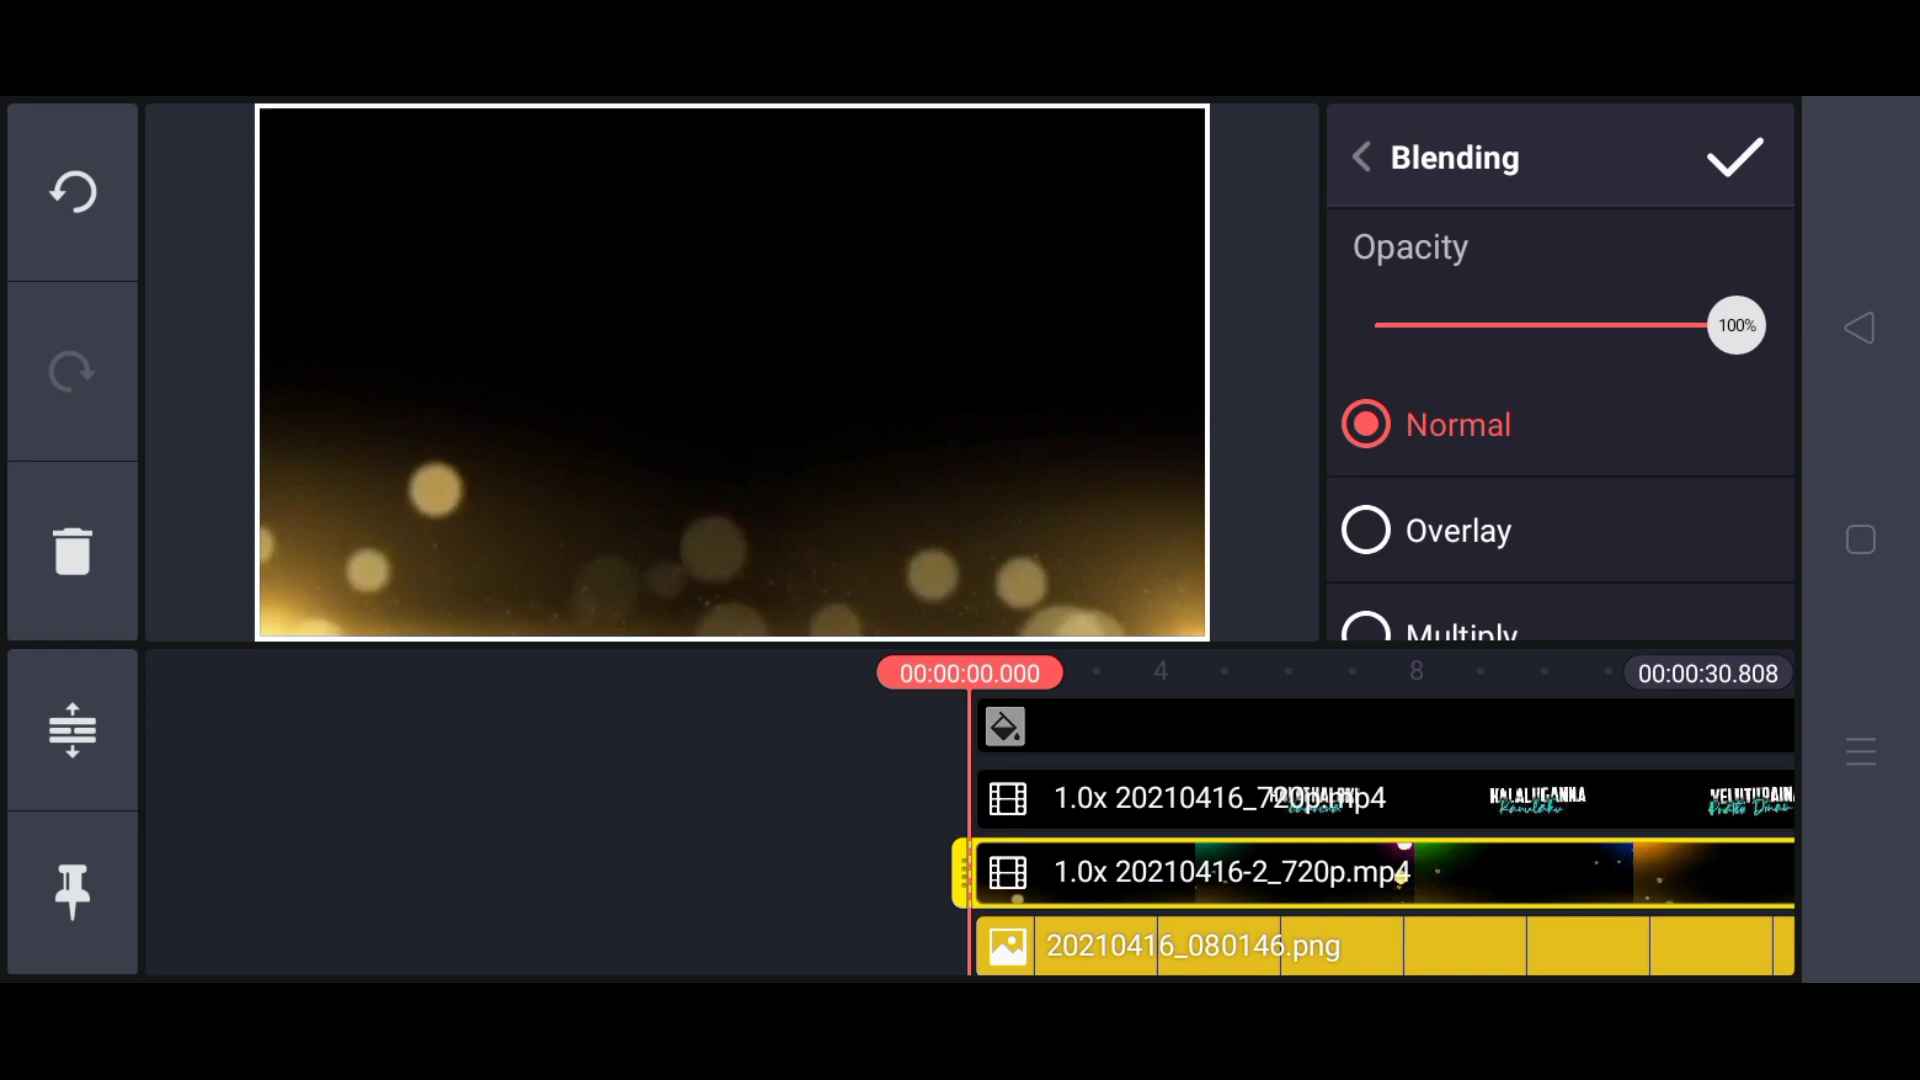 Blending
Opacity
100%
Normal
Overlay
Multiply
00:00:00.000
4
8
00:00:30.808
1.0x 20210416_720p.mp4
KALALUGANNA
1.0x 20210416-2_720p.mp4
20210416_080146.png